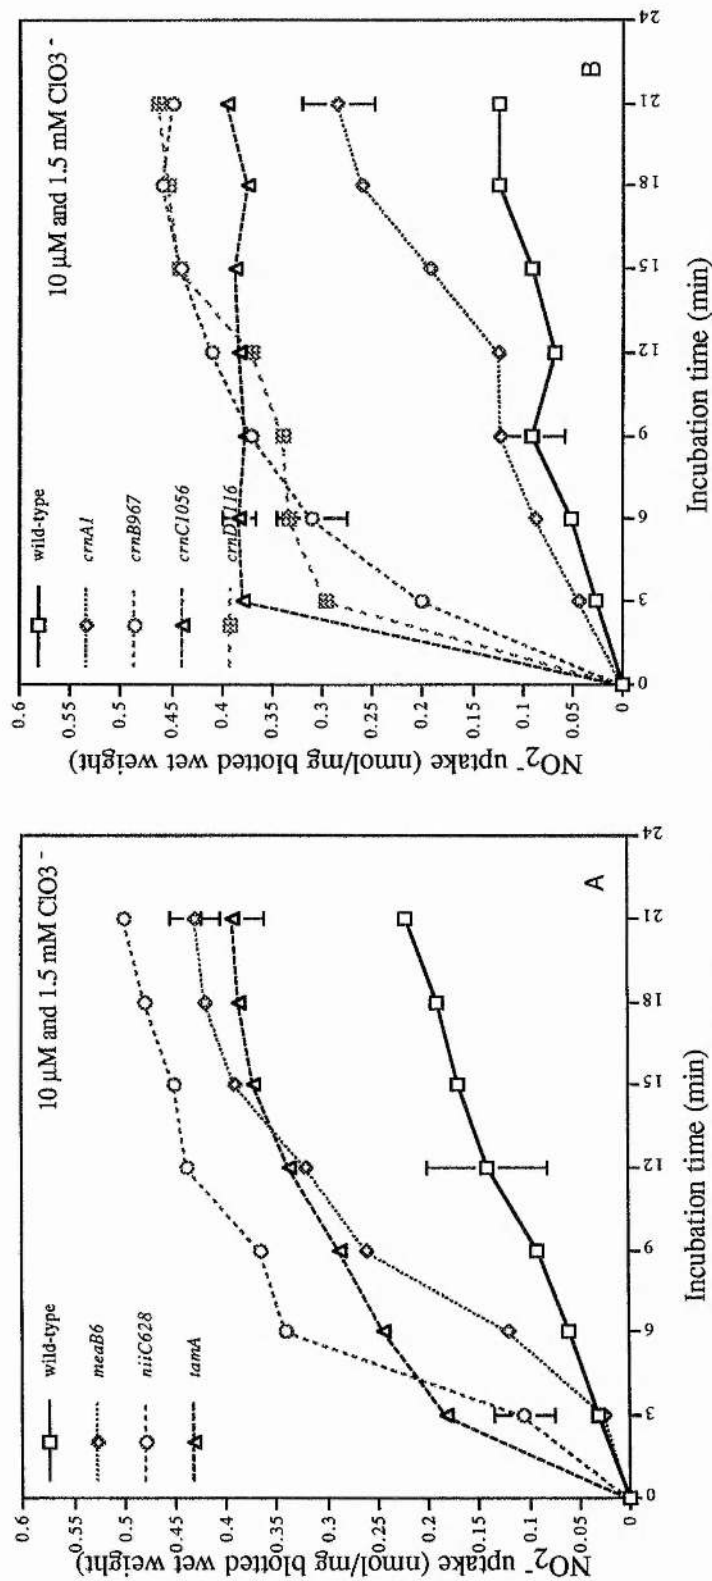 0.6
0.55
0.5
0.45
0.4
0.35
0.3
0.25
0.2
0.15
0.1
0.05
0
NO2- uptake (nmol/mg blotted wet weight)
wild-type
meaB6
niiC628
tamA
10 µM and 1.5 mM ClO3-
A
0
3
6
9
12
15
18
21
24
Incubation time (min)
0.6
0.55
0.5
0.45
0.4
0.35
0.3
0.25
0.2
0.15
0.1
0.05
0
NO2- uptake (nmol/mg blotted wet weight)
wild-type
crnA1
crnB967
crnC1056
10 µM and 1.5 mM ClO3-
B
0
3
6
9
12
15
18
21
24
Incubation time (min)